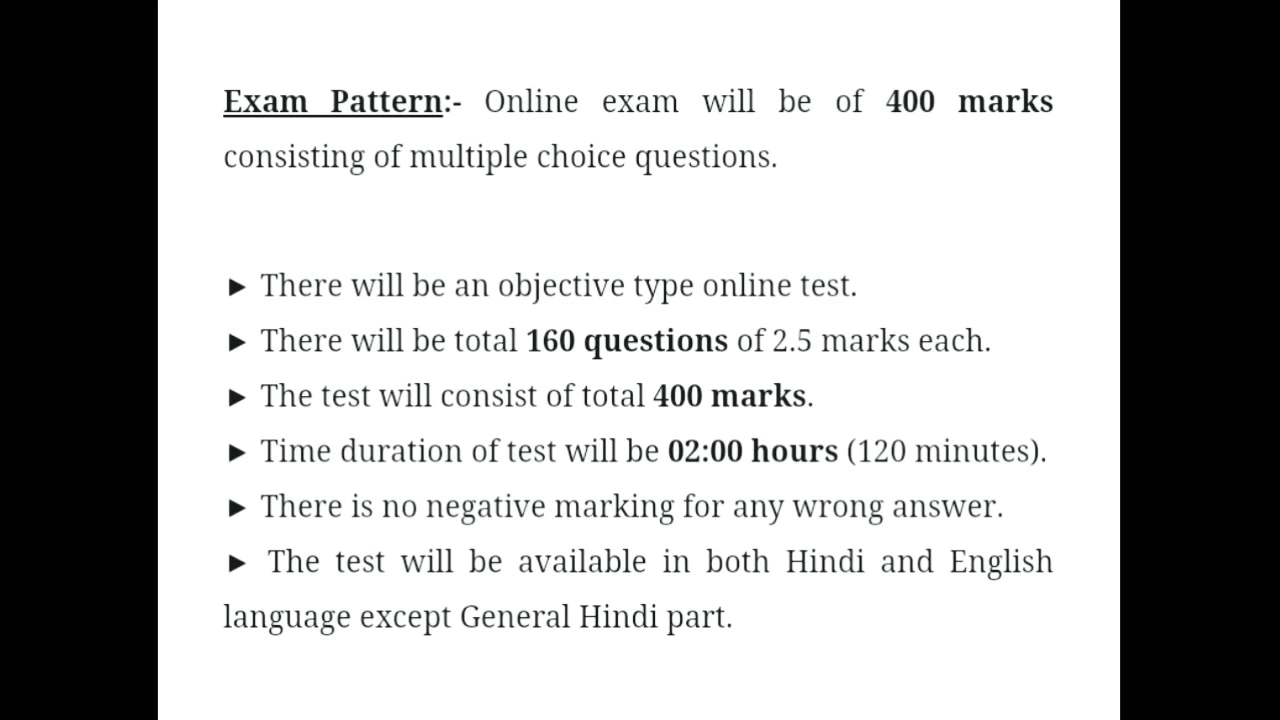 Exam Pattern:- Online exam will be of 400 marks
consisting of multiple choice questions.
► There will be an objective type online test.
► There will be total 160 questions of 2.5 marks each.
► The test will consist of total 400 marks.
► Time duration of test will be 02:00 hours (120 minutes).
► There is no negative marking for any wrong answer.
► The test will be available in both Hindi and English
language except General Hindi part.